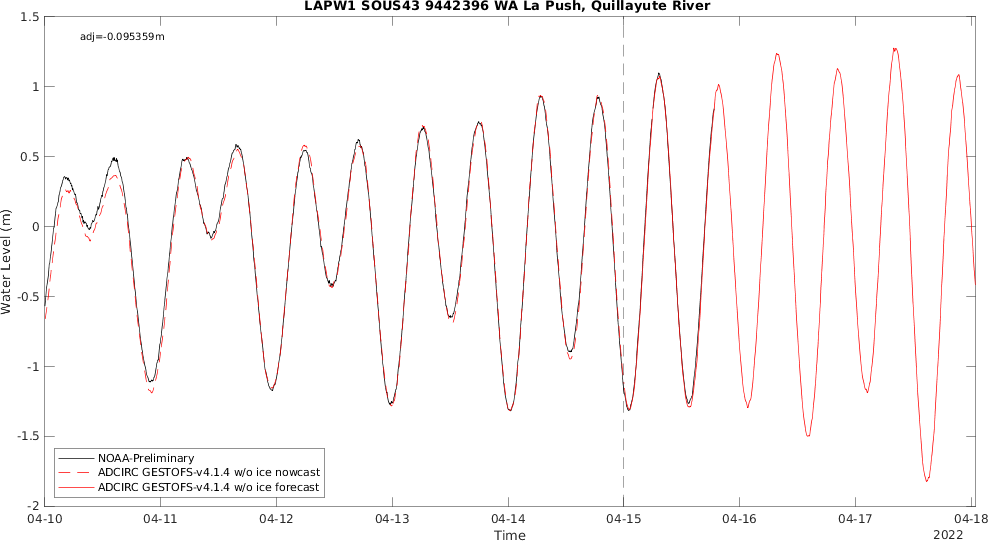 LAPW1 SOUS43 9442396 WA La Push, Quillayute River
adj=-0.095359m
1.5
1
0.5
0
-0.5
-1
-1.5
-2
Water Level (m)
NOAA-Preliminary
ADCIRC GESTOFS-v4.1.4 w/o ice nowcast
ADCIRC GESTOFS-v4.1.4 w/o ice forecast
04-10 04-11 04-12 04-13 04-14 04-15 04-16 04-17 04-18
Time
2022